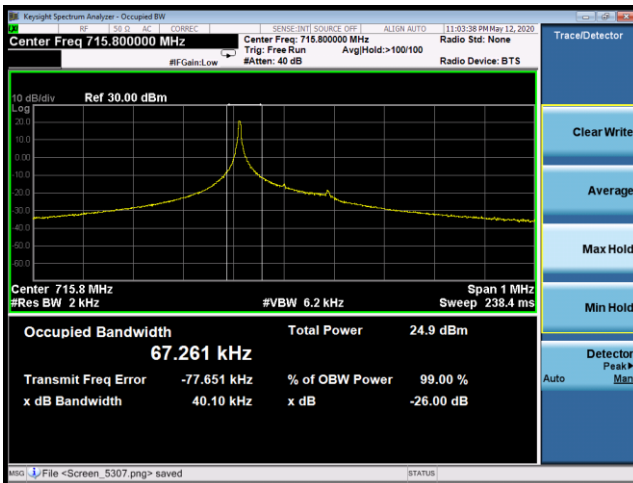 Keysight Spectrum Analyzer - Occupied BW
RF 50 Ω AC CORREC SENSE:INT SOURCE OFF ALIGN AUTO 11:03:38 PM May 12, 2020
Center Freq 715.800000 MHz
Center Freq: 715.800000 MHz
Radio Std: None
Trig: Free Run Avg|Hold:>100/100
#IFGain:Low #Atten: 40 dB Radio Device: BTS
Trace/Detector
10 dB/div Ref 30.00 dBm
Log
20.0
10.0
0.00
-10.0
-20.0
-30.0
-40.0
-50.0
-60.0
Center 715.8 MHz Span 1 MHz
#Res BW 2 kHz #VBW 6.2 kHz Sweep 238.4 ms
Occupied Bandwidth Total Power 24.9 dBm
67.261 kHz
Transmit Freq Error -77.651 kHz % of OBW Power 99.00 %
x dB Bandwidth 40.10 kHz x dB -26.00 dB
Clear Write
Average
Max Hold
Min Hold
Detector
Peak▶
Auto Man
MSG File <Screen_5307.png> saved STATUS